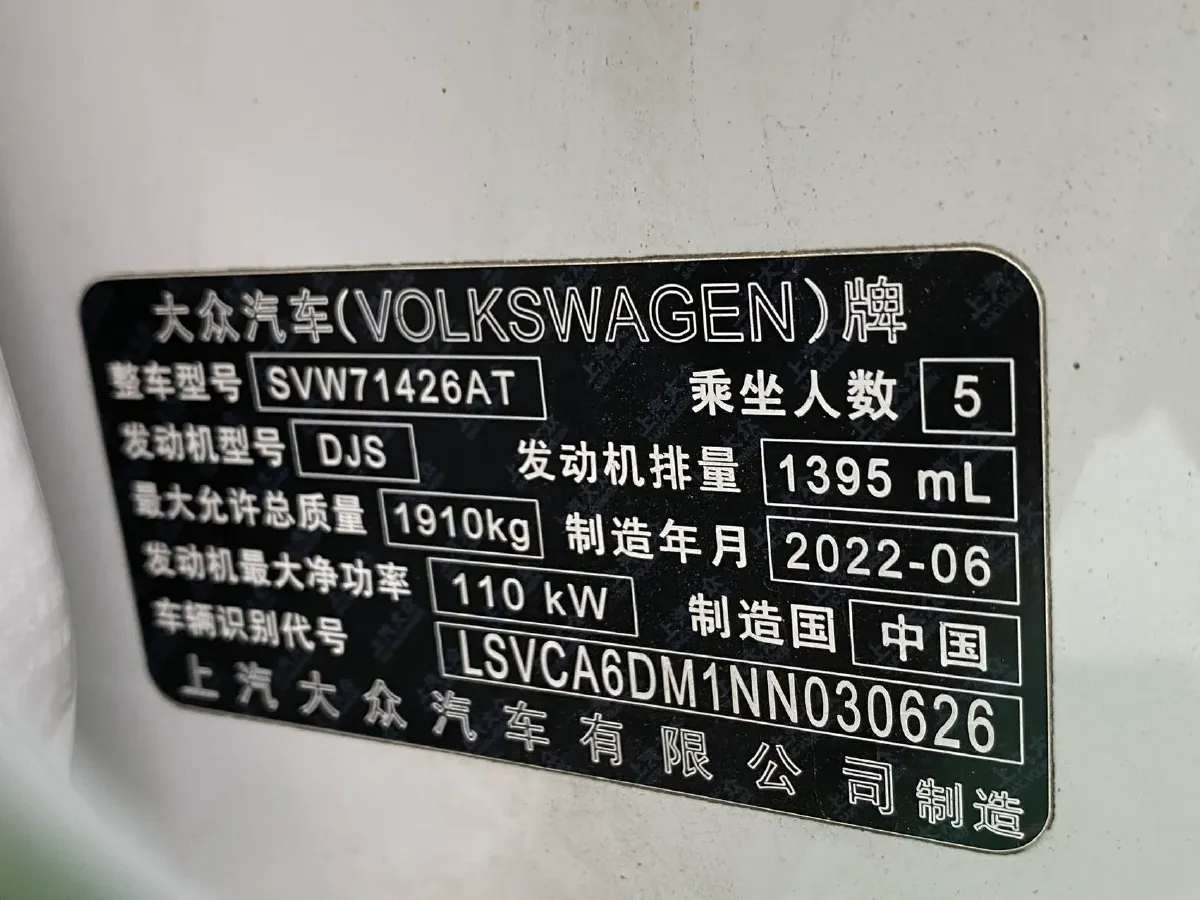 大众汽车(VOLKSWAGEN)牌
整车型号 SVW71426AT 乘坐人数 5
发动机型号 DJS 发动机排量 1395 mL
最大允许总质量 1910kg 制造年月 2022-06
发动机最大净功率 110 kW 制造国 中国
车辆识别代号 LSVCA6DM1NN030626
上汽大众汽车有限公司制造